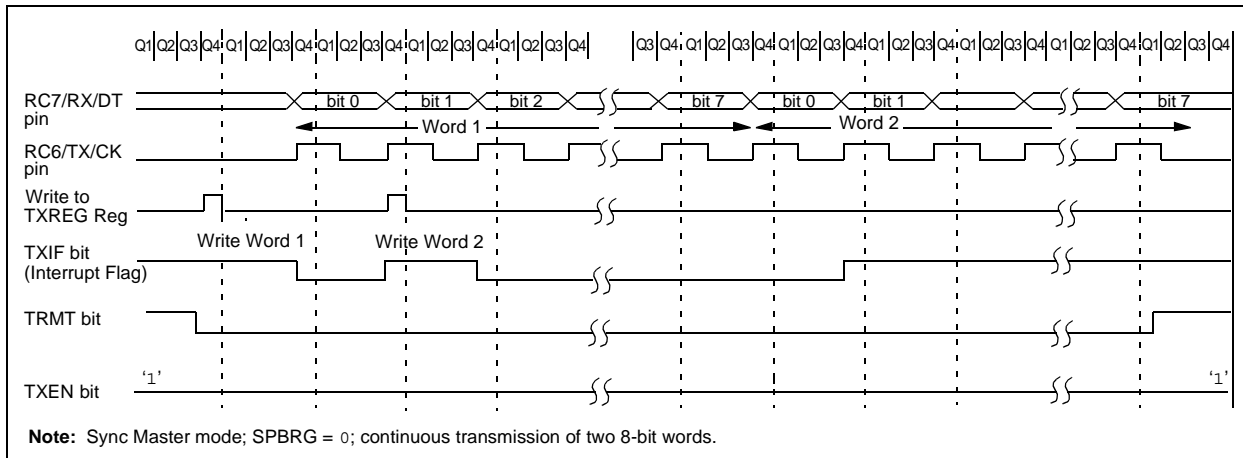 Q1 Q2 Q3 Q4 Q1 Q2 Q3 Q4 Q1 Q2 Q3 Q4 Q1 Q2 Q3 Q4 Q1 Q2 Q3 Q4 Q3 Q4 Q1 Q2 Q3 Q4 Q1 Q2 Q3 Q4 Q1 Q2 Q3 Q4 Q1 Q2 Q3 Q4 Q1 Q2 Q3 Q4 Q1 Q2 Q3 Q4
RC7/RX/DT
pin
bit 0 bit 1 bit 2 bit 7 bit 0 bit 1 bit 7
Word 1 Word 2
RC6/TX/CK
pin
Write to
TXREG Reg
Write Word 1 Write Word 2
TXIF bit
(Interrupt Flag)
TRMT bit
TXEN bit
‘1’ ‘1’
Note: Sync Master mode; SPBRG = 0; continuous transmission of two 8-bit words.